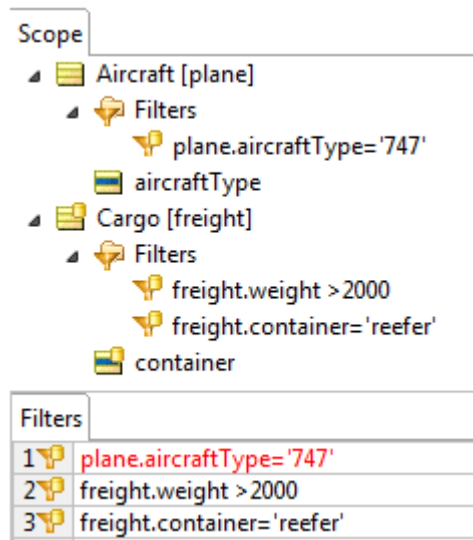 Scope
Aircraft [plane]
Filters
plane.aircraftType='747'
aircraftType
Cargo [freight]
Filters
freight.weight >2000
freight.container='reefer'
container
Filters
1 plane.aircraftType='747'
2 freight.weight >2000
3 freight.container='reefer'